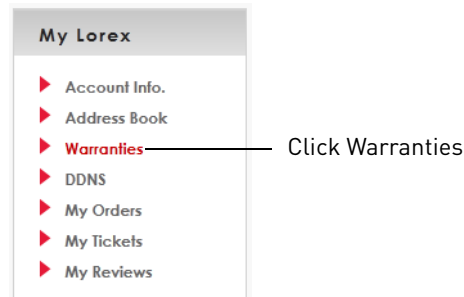 My Lorex
Account Info.
Address Book
Warranties
Click Warranties
DDNS
My Orders
My Tickets
My Reviews